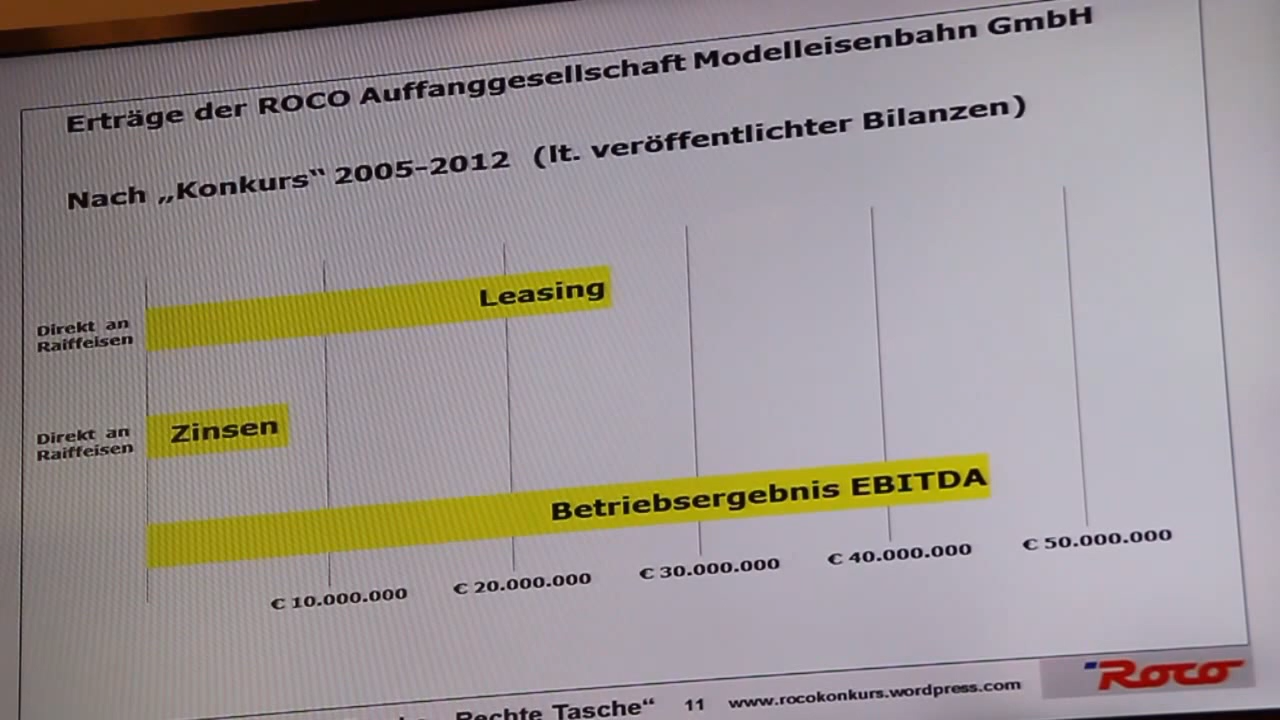 Erträge der ROCO Auffanggesellschaft Modelleisenbahn GmbH
Nach „Konkurs“ 2005-2012 (lt. veröffentlichter Bilanzen)
Direkt an
Raiffeisen
Leasing
Direkt an
Raiffeisen
Zinsen
Betriebsergebnis EBITDA
€ 10.000.000
€ 20.000.000
€ 30.000.000
€ 40.000.000
€ 50.000.000
Rechte Tasche“ 11 www.rocokonkurs.wordpress.com
Roco